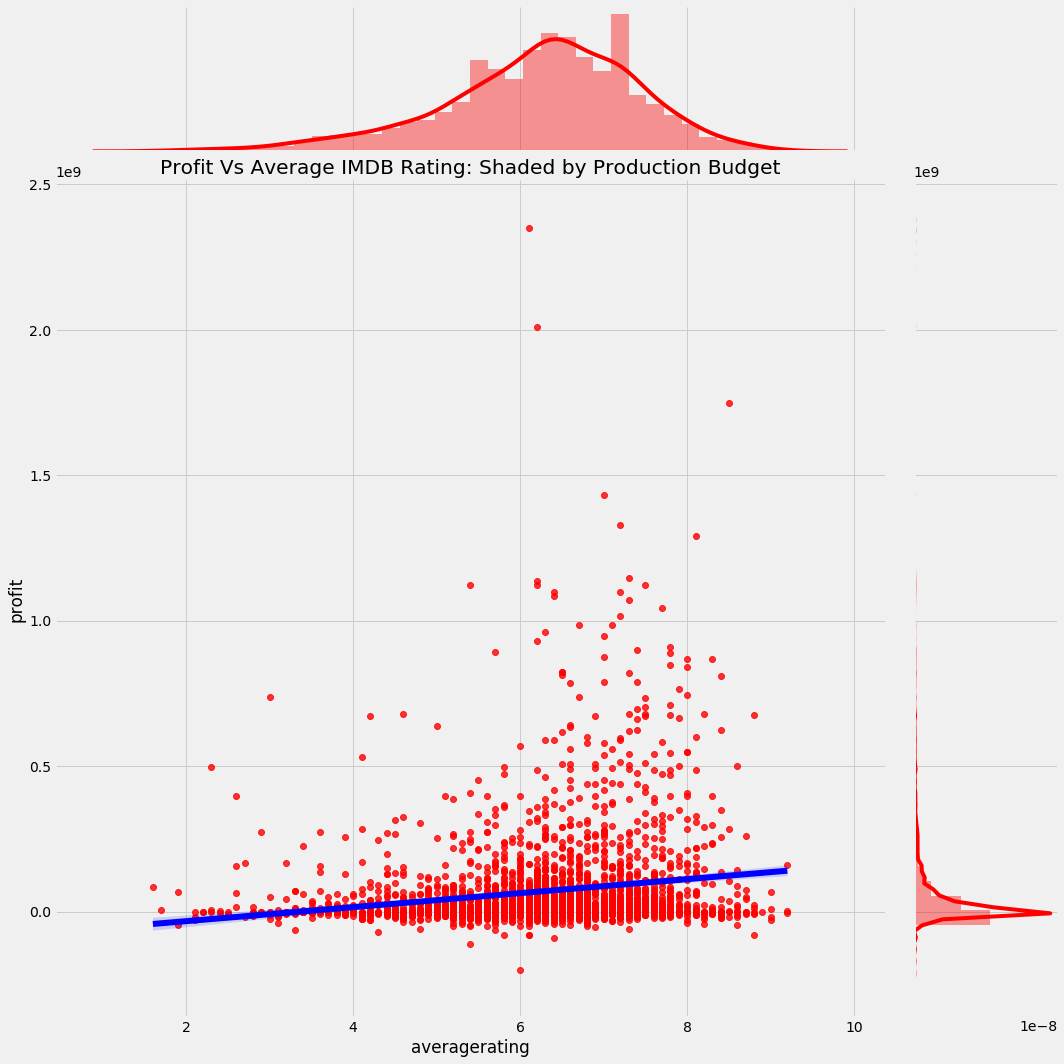 Profit Vs Average IMDB Rating: Shaded by Production Budget
1e9
1e9
2.5
2.0
1.5
1.0
0.5
0.0
profit
2 4 6 8 10
1e−8
averagerating